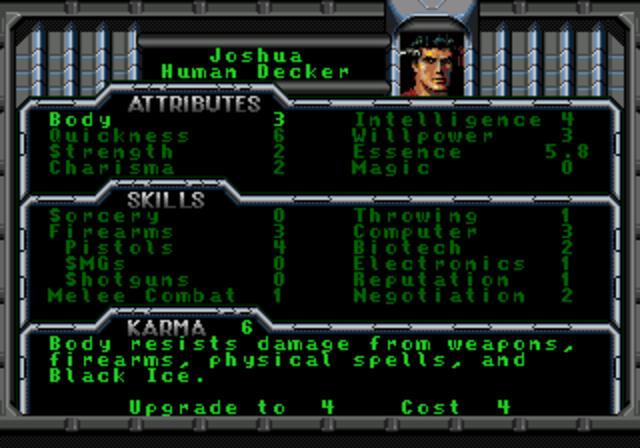 Joshua
Human Decker
ATTRIBUTES
Body 3 Intelligence 4
Quickness 6 Willpower 3
Strength 2 Essence 5.8
Charisma 2 Magic 0
SKILLS
Sorcery 0 Throwing 1
Firearms 3 Computer 3
Pistols 4 Biotech 2
SMGs 0 Electronics 1
Shotguns 0 Reputation 1
Melee Combat 1 Negotiation 2
KARMA 6
Body resists damage from weapons,
firearms, physical spells, and
Black Ice.
Upgrade to 4 Cost 4